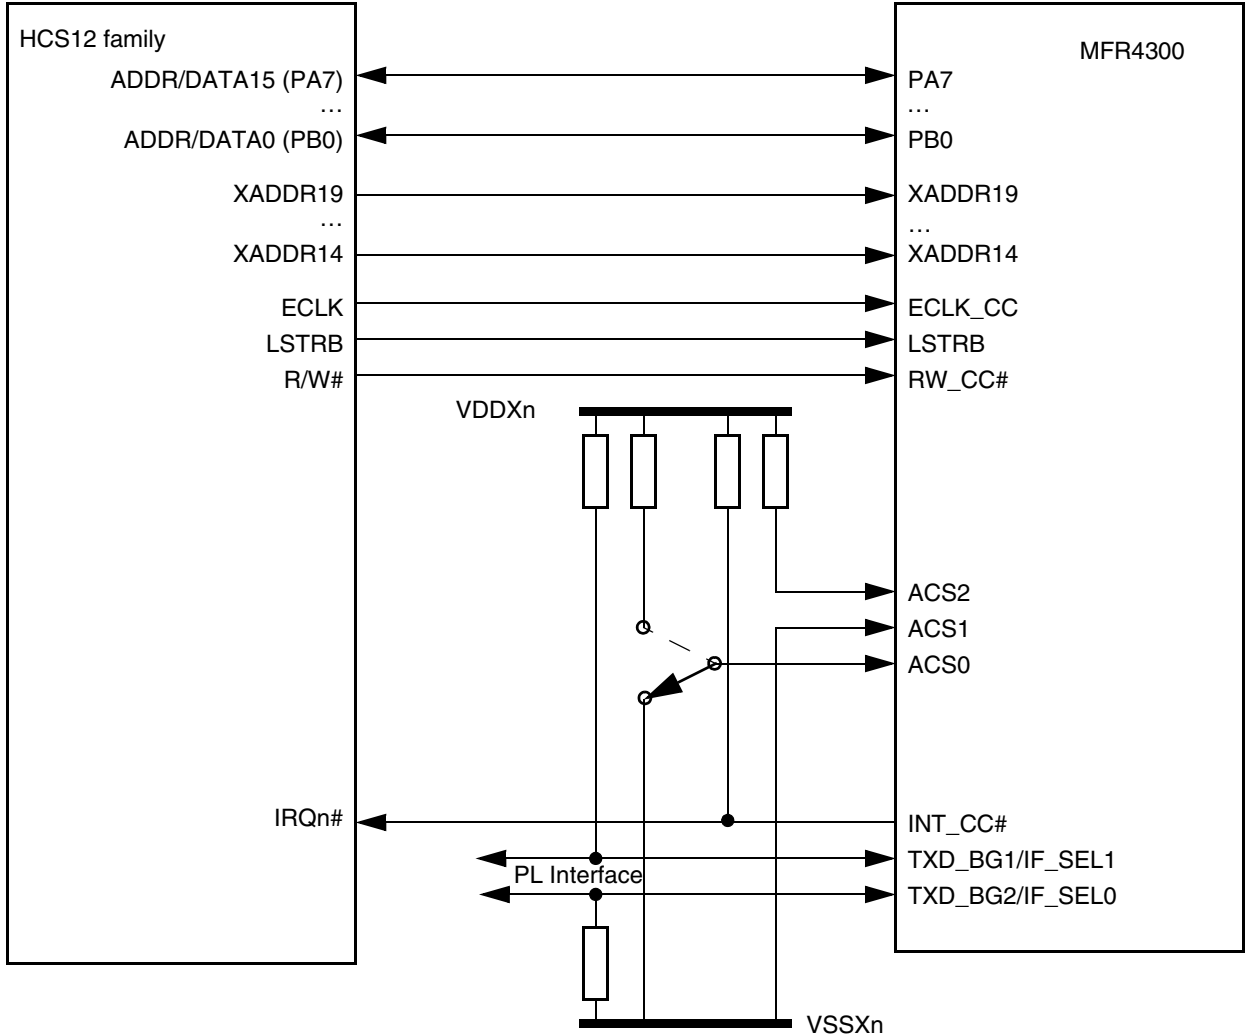 HCS12 family
MFR4300
ADDR/DATA15 (PA7)
PA7
...
...
ADDR/DATA0 (PB0)
PB0
XADDR19
XADDR19
...
...
XADDR14
XADDR14
ECLK
ECLK_CC
LSTRB
LSTRB
R/W#
RW_CC#
VDDXn
ACS2
ACS1
ACS0
IRQn#
INT_CC#
TXD_BG1/IF_SEL1
PL Interface
TXD_BG2/IF_SEL0
VSSXn